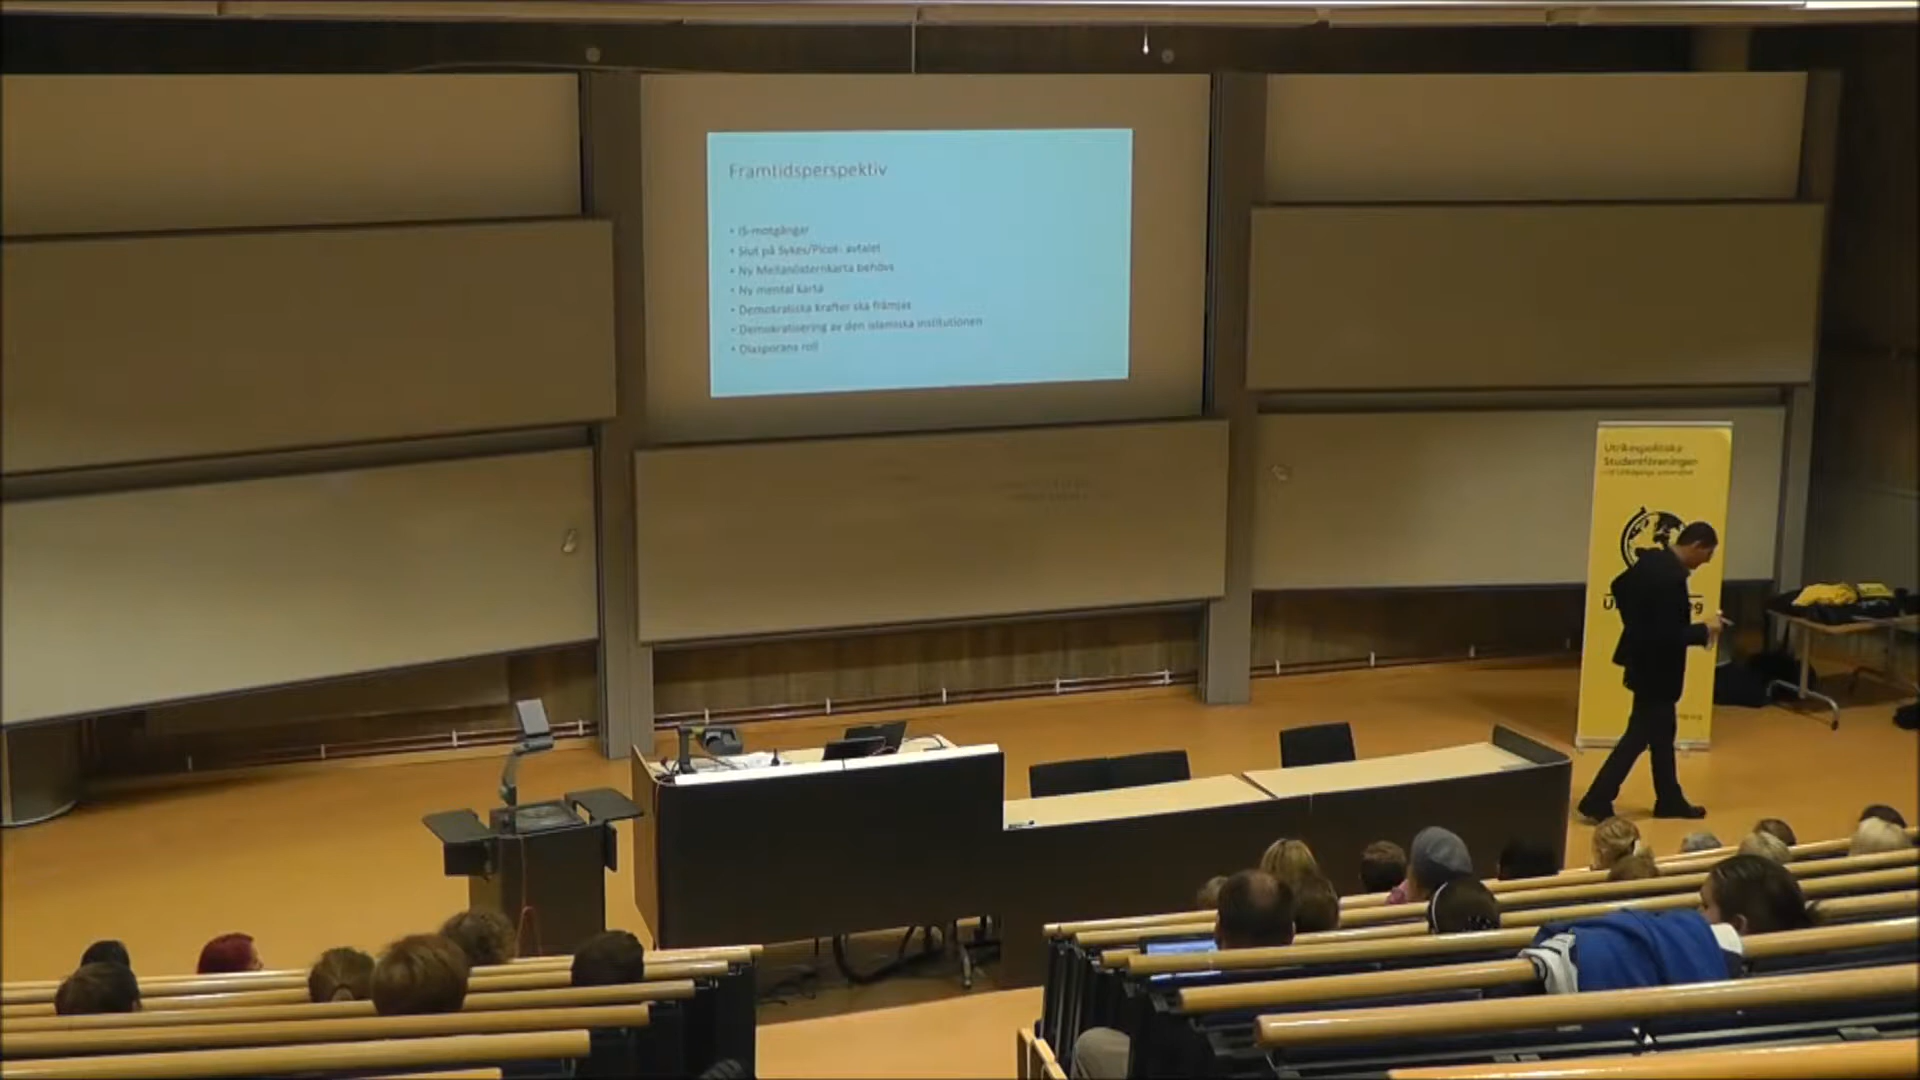 Framtidsperspektiv
• IS-motgångar
• Slut på Sykes/Picot- avtalet
• Ny Mellanösternkarta behövs
• Ny mental karta
• Demokratiska krafter ska främjas
• Demokratisering av den islamiska institutionen
• Diasporans roll
Utrikespolitiska
Studentföreningen